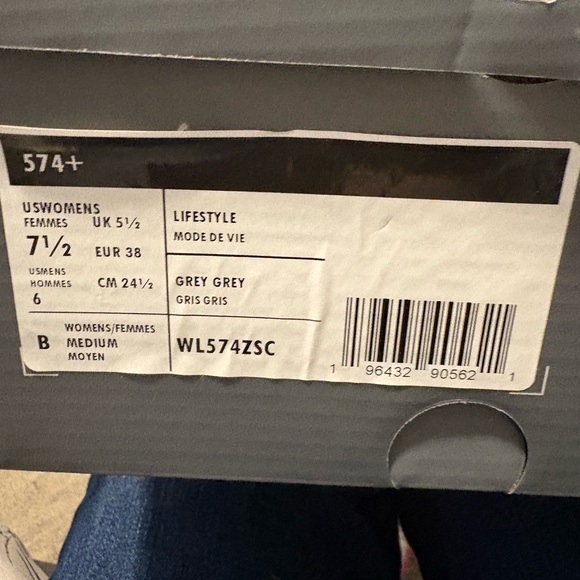 574+
USWOMENS
FEMMES UK 5½
7½ EUR 38
USMENS
HOMMES CM 24½
6
LIFESTYLE
MODE DE VIE
GREY GREY
GRIS GRIS
B WOMENS/FEMMES
MEDIUM
MOYEN
WL574ZSC
1 96432 90562 1